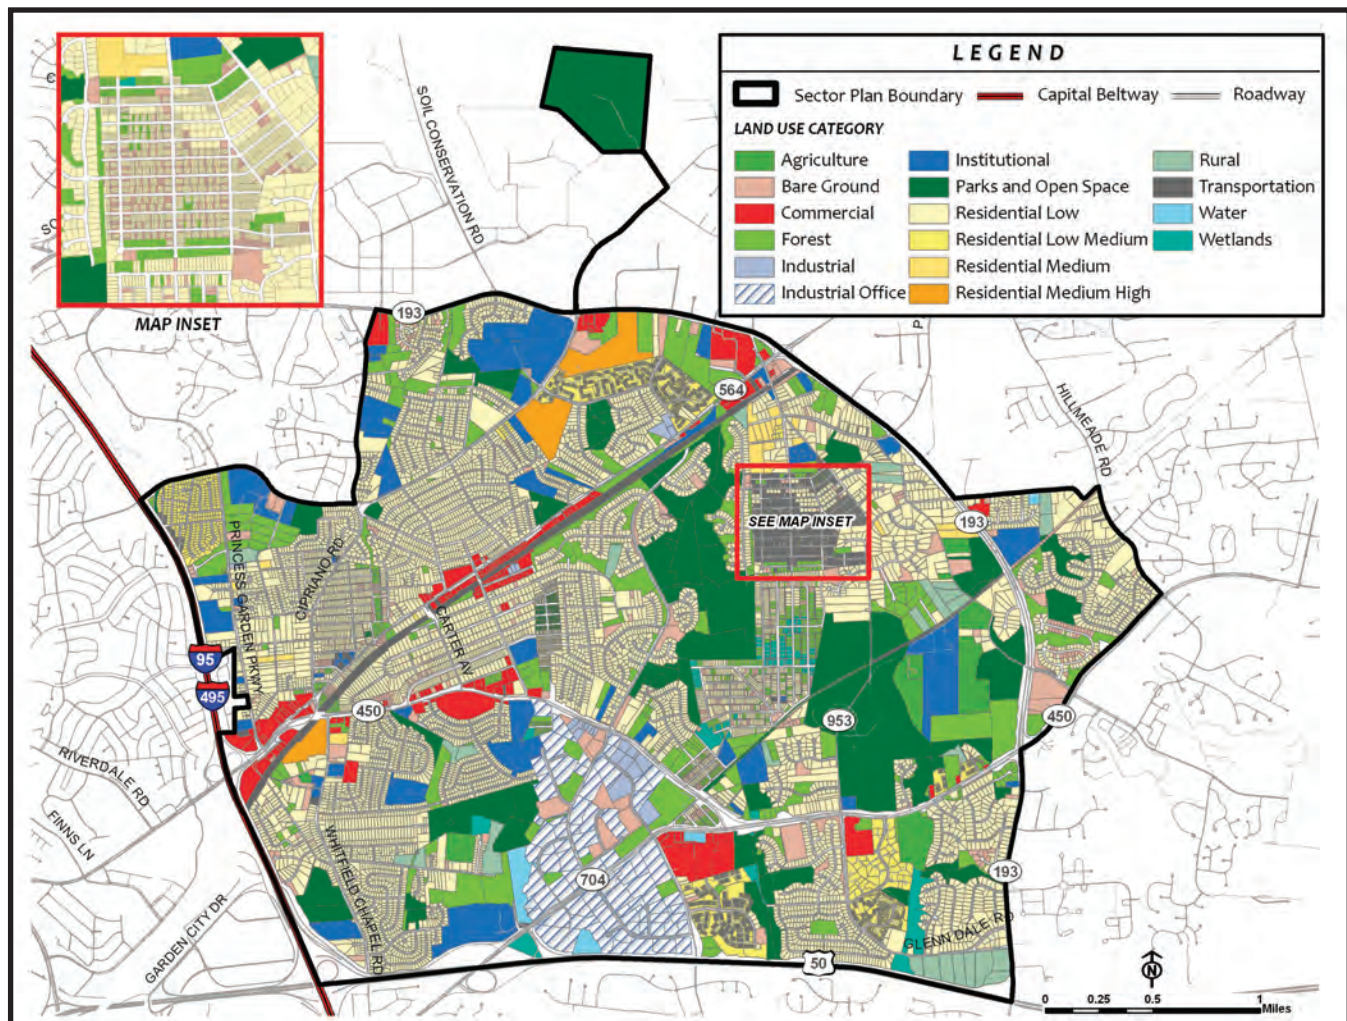 LEGEND
Sector Plan Boundary
Capital Beltway
Roadway
LAND USE CATEGORY
Agriculture
Bare Ground
Commercial
Forest
Industrial
Industrial Office
Institutional
Parks and Open Space
Residential Low
Residential Low Medium
Residential Medium
Residential Medium High
Rural
Transportation
Water
Wetlands
MAP INSET
SOIL CONSERVATION RD
193
564
HILLMEADE RD
SEE MAP INSET
193
PRINCESS GARDEN PKWY
CIPRIANO RD
CARTER AV
95
495
450
953
450
RIVERDALE RD
FINNS LN
WHITFIELD CHAPEL RD
704
193
GARDEN CITY DR
GLENN DALE RD
50
N
0 0.25 0.5 1
Miles